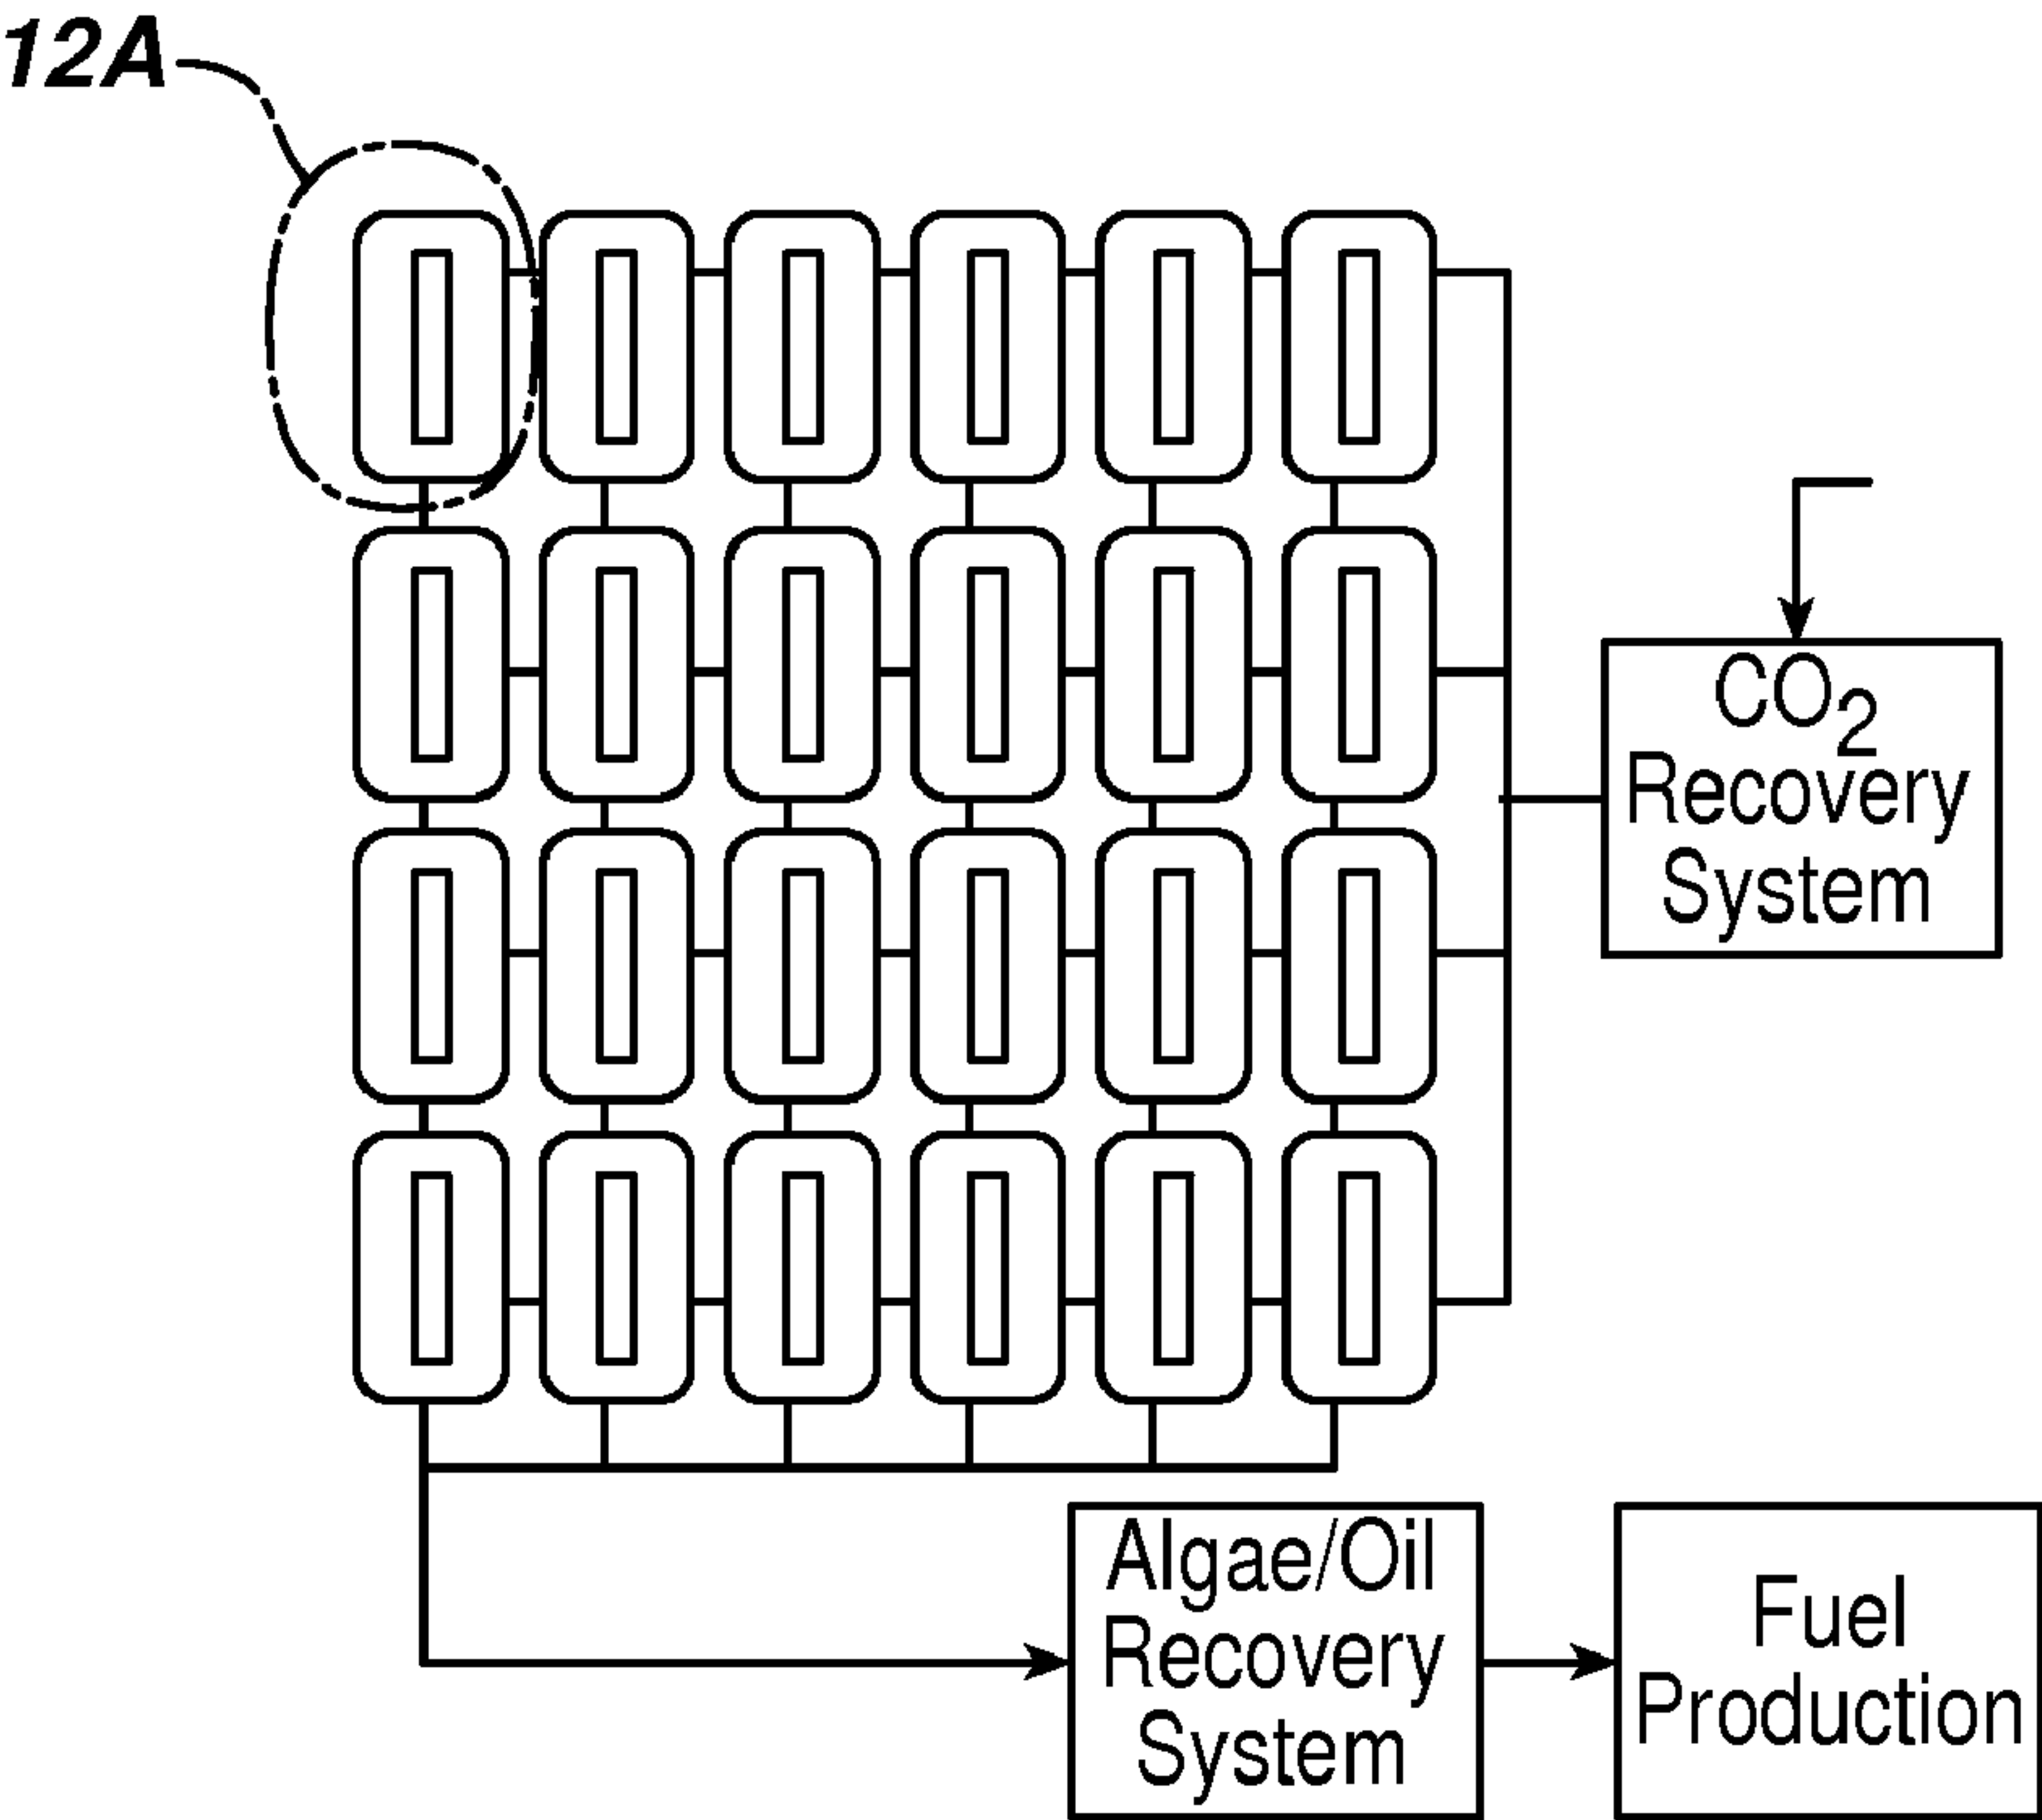 12A
CO2
Recovery
System
Algae/Oil
Recovery
System
Fuel
Production